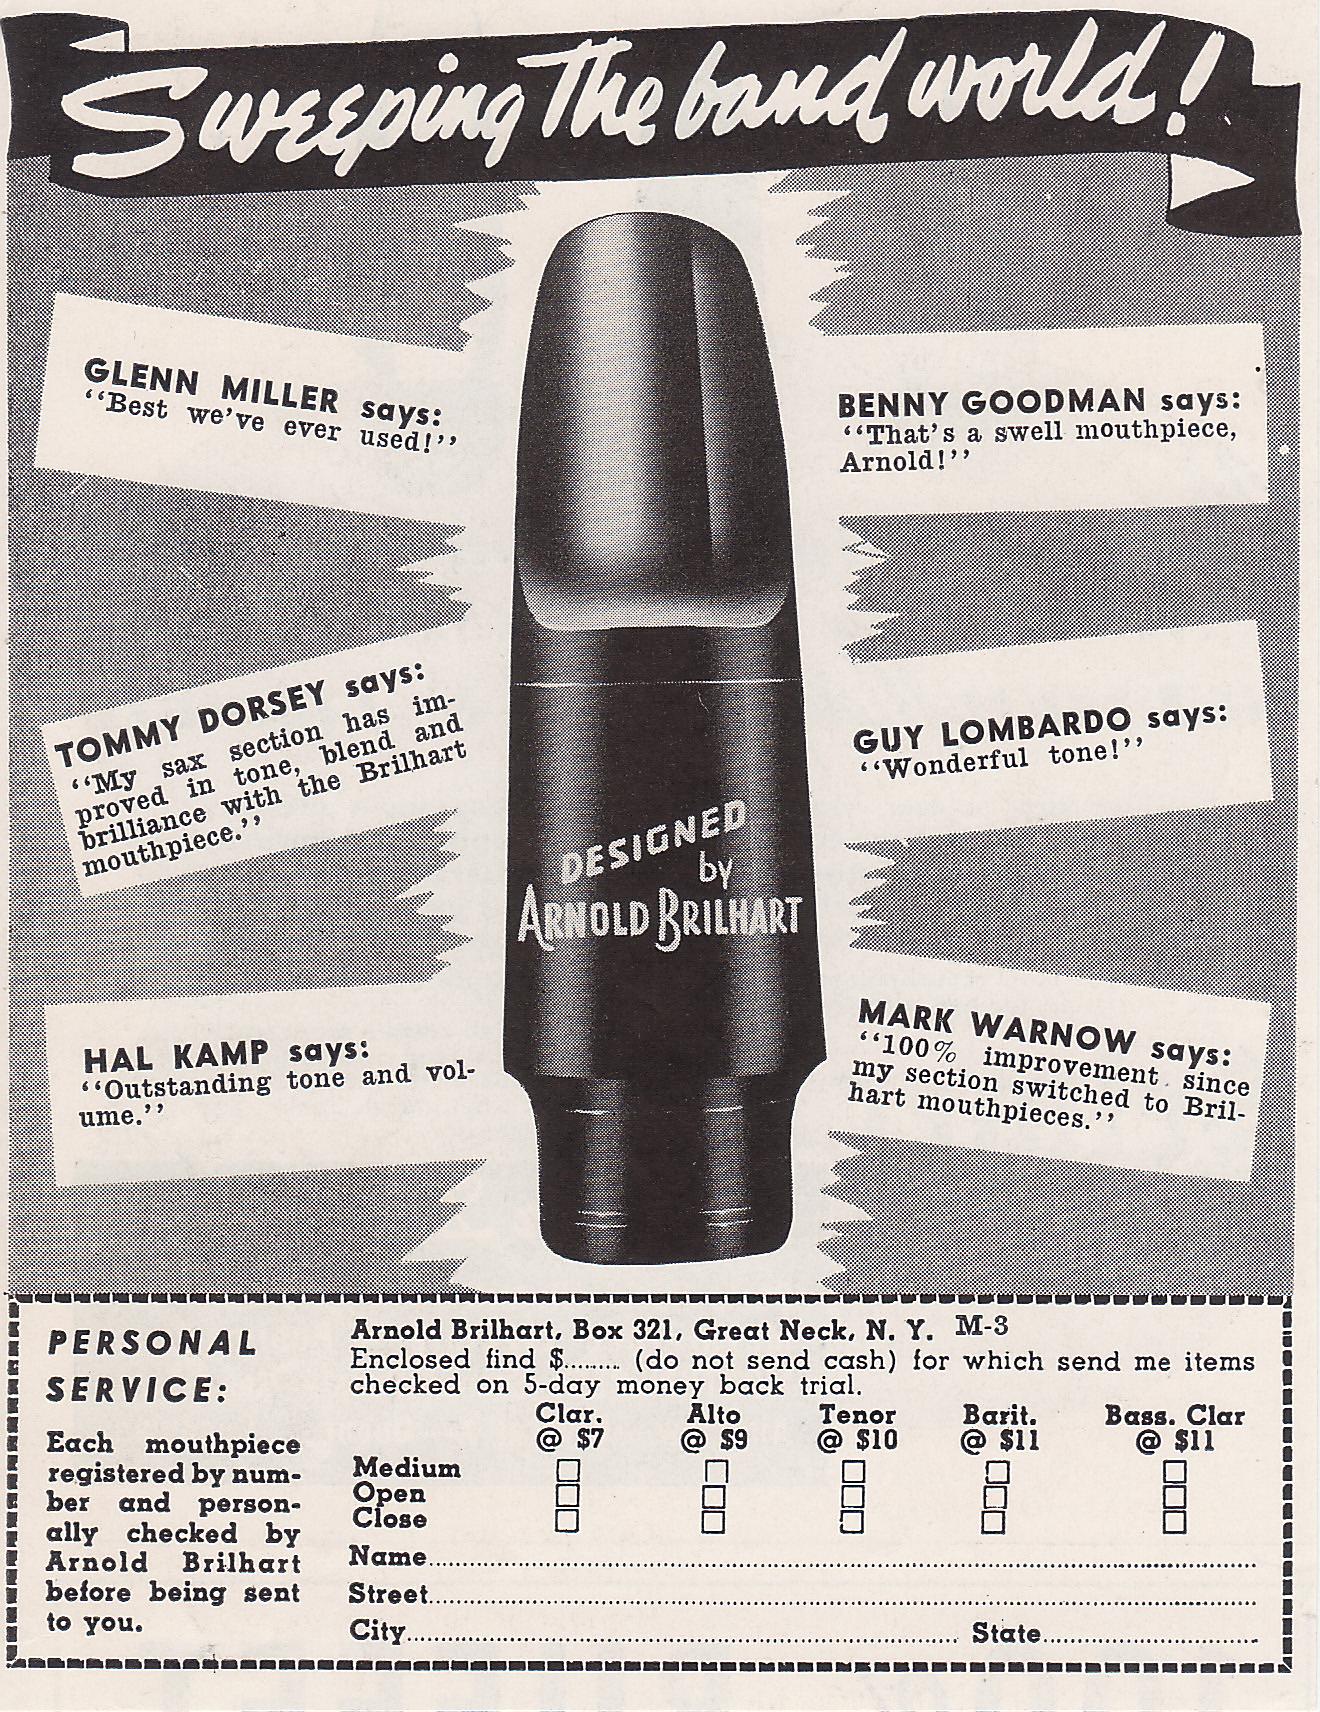 Sweeping The band world!
GLENN MILLER says:
"Best we've ever used!"
BENNY GOODMAN says:
"That's a swell mouthpiece,
Arnold!"
TOMMY DORSEY says:
"My sax section has im-
proved in tone, blend and
brilliance with the Brilhart
mouthpiece."
GUY LOMBARDO says:
"Wonderful tone!"
DESIGNED
by
ARNOLD BRILHART
HAL KAMP says:
"Outstanding tone and vol-
ume."
MARK WARNOW says:
"100% improvement since
my section switched to Bril-
hart mouthpieces."
PERSONAL
SERVICE:
Each mouthpiece
registered by num-
ber and person-
ally checked by
Arnold Brilhart
before being sent
to you.
Arnold Brilhart, Box 321, Great Neck, N. Y. M-3
Enclosed find $......... (do not send cash) for which send me items
checked on 5-day money back trial.
Clar. Alto Tenor Barit. Bass. Clar
@ $7 @ $9 @ $10 @ $11 @ $11
Medium
Open
Close
Name
Street
City State